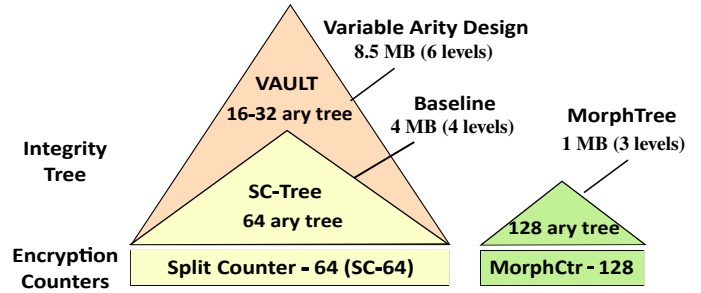 Variable Arity Design
8.5 MB (6 levels)
VAULT
16-32 ary tree
Baseline
4 MB (4 levels)
MorphTree
1 MB (3 levels)
Integrity
Tree
SC-Tree
64 ary tree
128 ary tree
Encryption
Counters
Split Counter - 64 (SC-64)
MorphCtr - 128